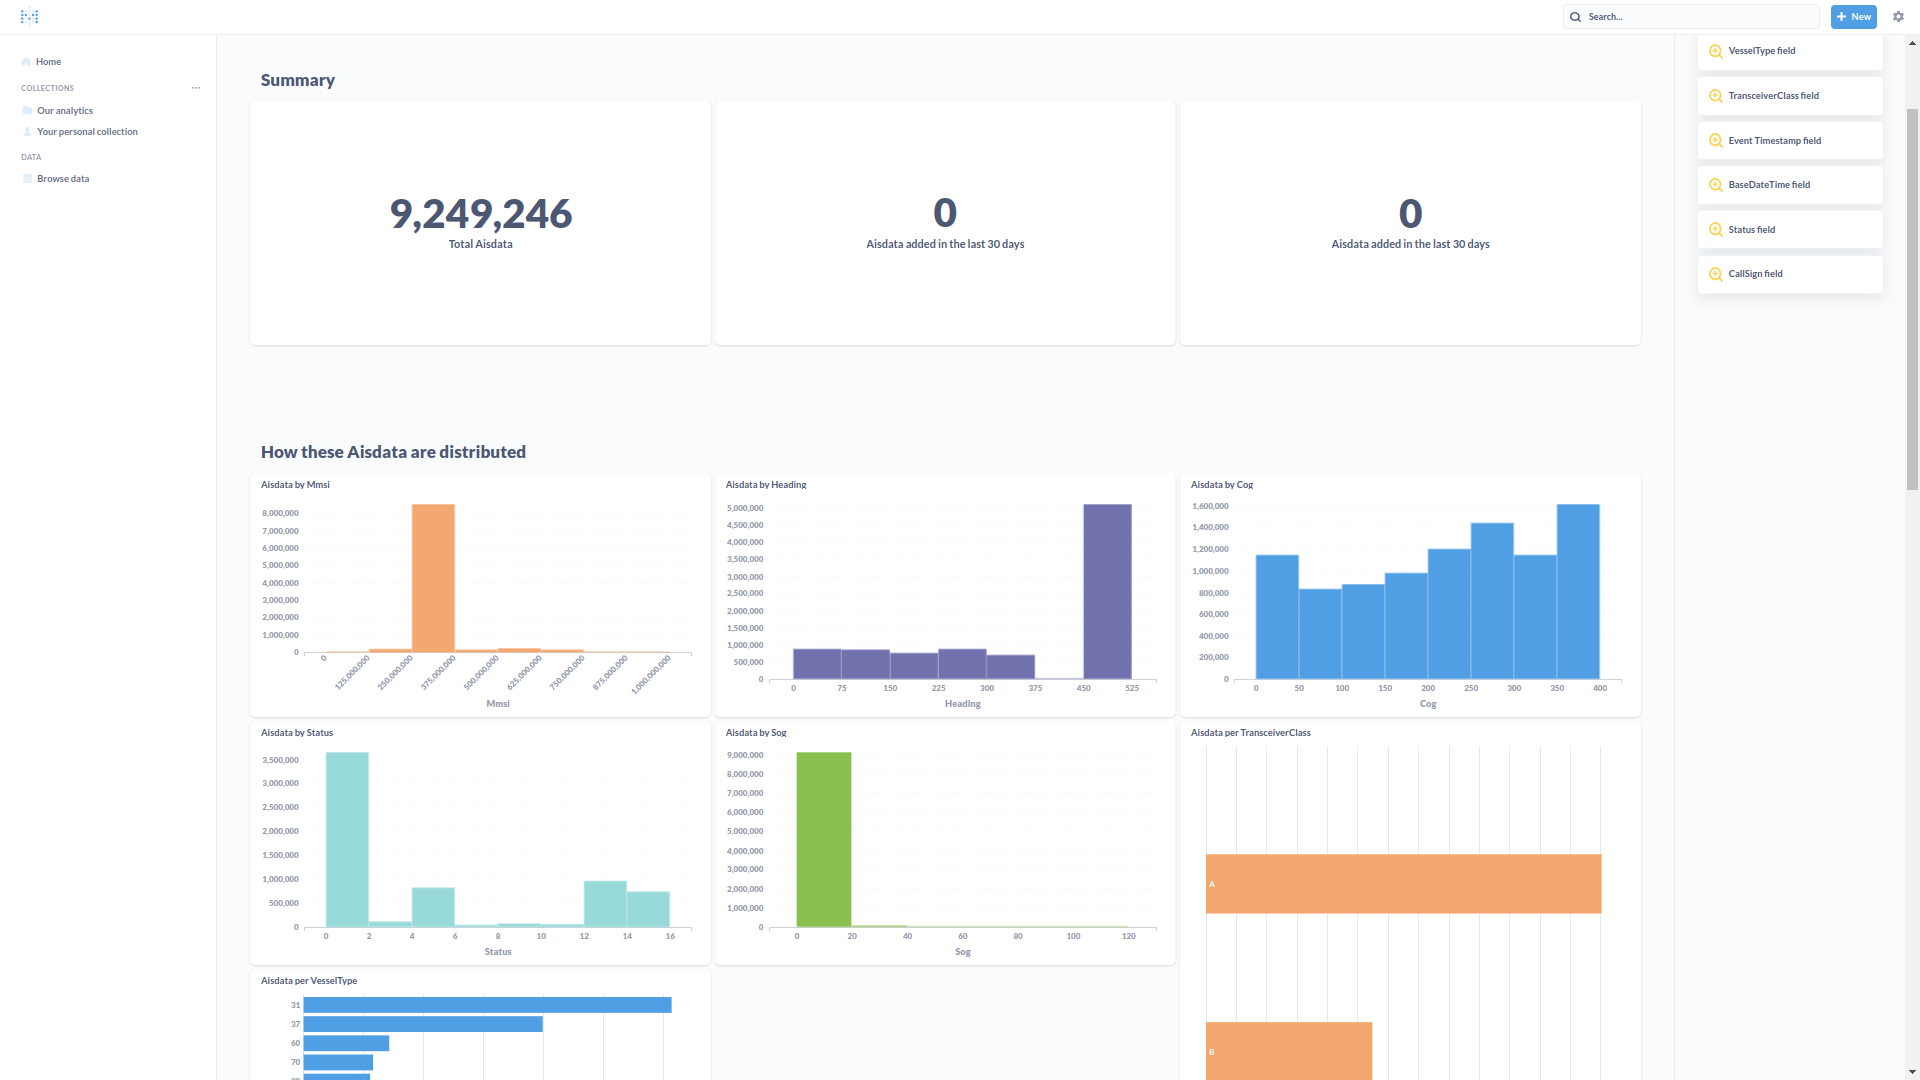 Search...
New
Home
COLLECTIONS
...
Our analytics
Your personal collection
DATA
Browse data
Summary
9,249,246
Total Aisdata
0
Aisdata added in the last 30 days
0
Aisdata added in the last 30 days
VesselType field
TransceiverClass field
Event Timestamp field
BaseDateTime field
Status field
CallSign field
How these Aisdata are distributed
Aisdata by Mmsi
8,000,000
7,000,000
6,000,000
5,000,000
4,000,000
3,000,000
2,000,000
1,000,000
0
0 125,000,000 250,000,000 375,000,000 500,000,000 625,000,000 750,000,000 875,000,000 1,000,000,000
Mmsi
Aisdata by Heading
5,000,000
4,500,000
4,000,000
3,500,000
3,000,000
2,500,000
2,000,000
1,500,000
1,000,000
500,000
0
0 75 150 225 300 375 450 525
Heading
Aisdata by Cog
1,600,000
1,400,000
1,200,000
1,000,000
800,000
600,000
400,000
200,000
0
0 50 100 150 200 250 300 350 400
Cog
Aisdata by Status
3,500,000
3,000,000
2,500,000
2,000,000
1,500,000
1,000,000
500,000
0
0 2 4 6 8 10 12 14 16
Status
Aisdata by Sog
9,000,000
8,000,000
7,000,000
6,000,000
5,000,000
4,000,000
3,000,000
2,000,000
1,000,000
0
0 20 40 60 80 100 120
Sog
Aisdata per TransceiverClass
A
B
Aisdata per VesselType
31
37
60
70